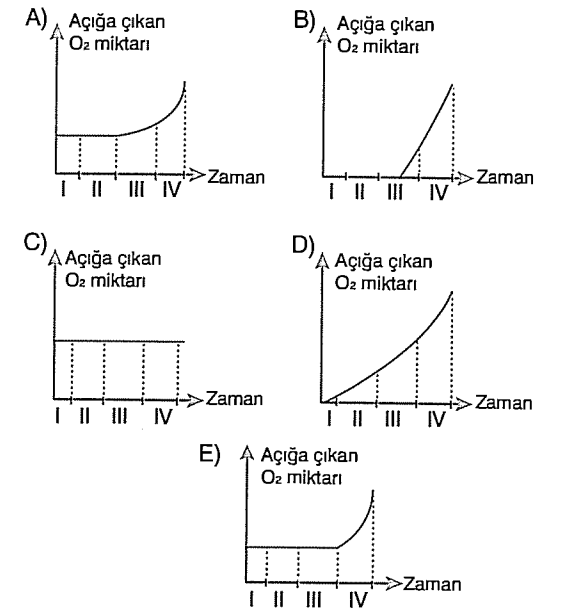 A) Açığa çıkan
O₂ miktarı
I II III IV Zaman
B) Açığa çıkan
O₂ miktarı
I II III IV Zaman
C) Açığa çıkan
O₂ miktarı
I II III IV Zaman
D) Açığa çıkan
O₂ miktarı
I II III IV Zaman
E) Açığa çıkan
O₂ miktarı
I II III IV Zaman